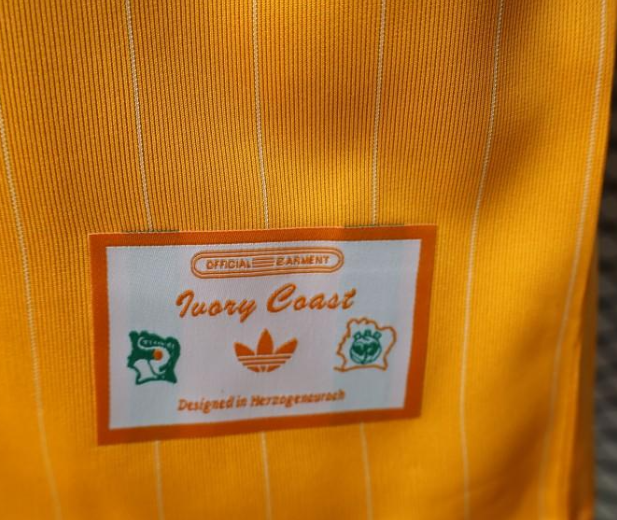 OFFICIAL GARMENT
Ivory Coast
Designed in Herzogenaurach